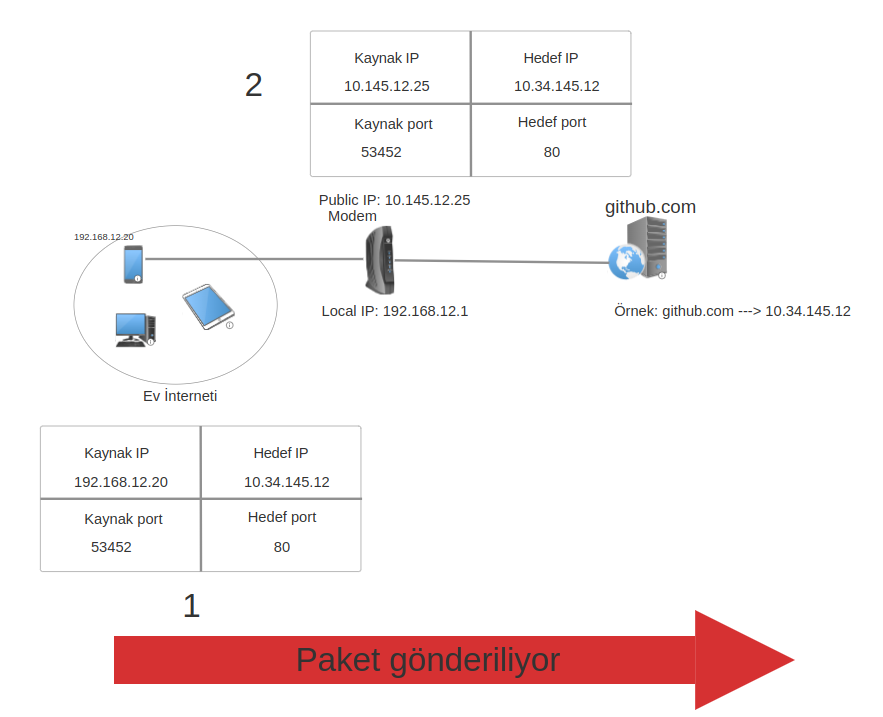 2
Kaynak IP
Hedef IP
10.145.12.25
10.34.145.12
Kaynak port
Hedef port
53452
80
Public IP: 10.145.12.25
Modem
github.com
192.168.12.20
Local IP: 192.168.12.1
Örnek: github.com ---> 10.34.145.12
Ev İnterneti
Kaynak IP
Hedef IP
192.168.12.20
10.34.145.12
Kaynak port
Hedef port
53452
80
1
Paket gönderiliyor